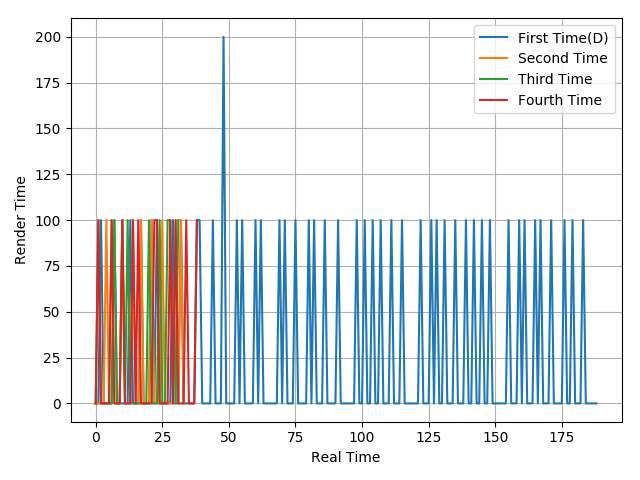 200
175
150
125
100
75
50
25
0
Render Time
0
25
50
75
100
125
150
175
Real Time
First Time(D)
Second Time
Third Time
Fourth Time